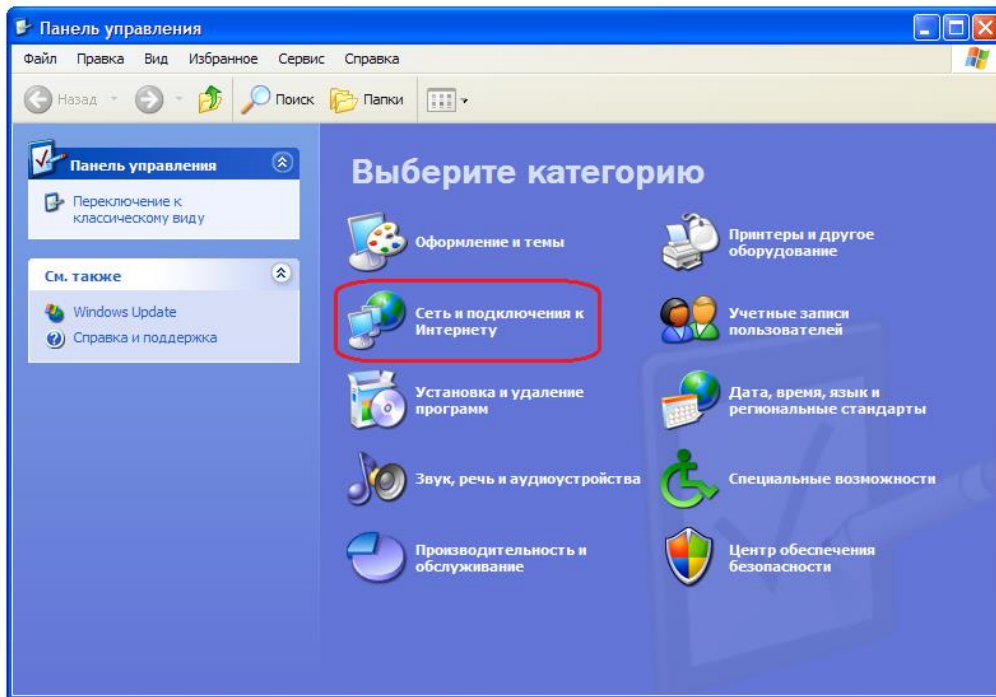 Панель управления
Файл Правка Вид Избранное Сервис Справка
Назад Поиск Папки
Панель управления
Переключение к
классическому виду
См. также
Windows Update
Справка и поддержка
Выберите категорию
Оформление и темы
Принтеры и другое
оборудование
Сеть и подключения к
Интернету
Учетные записи
пользователей
Установка и удаление
программ
Дата, время, язык и
региональные стандарты
Звук, речь и аудиоустройства
Специальные возможности
Производительность и
обслуживание
Центр обеспечения
безопасности